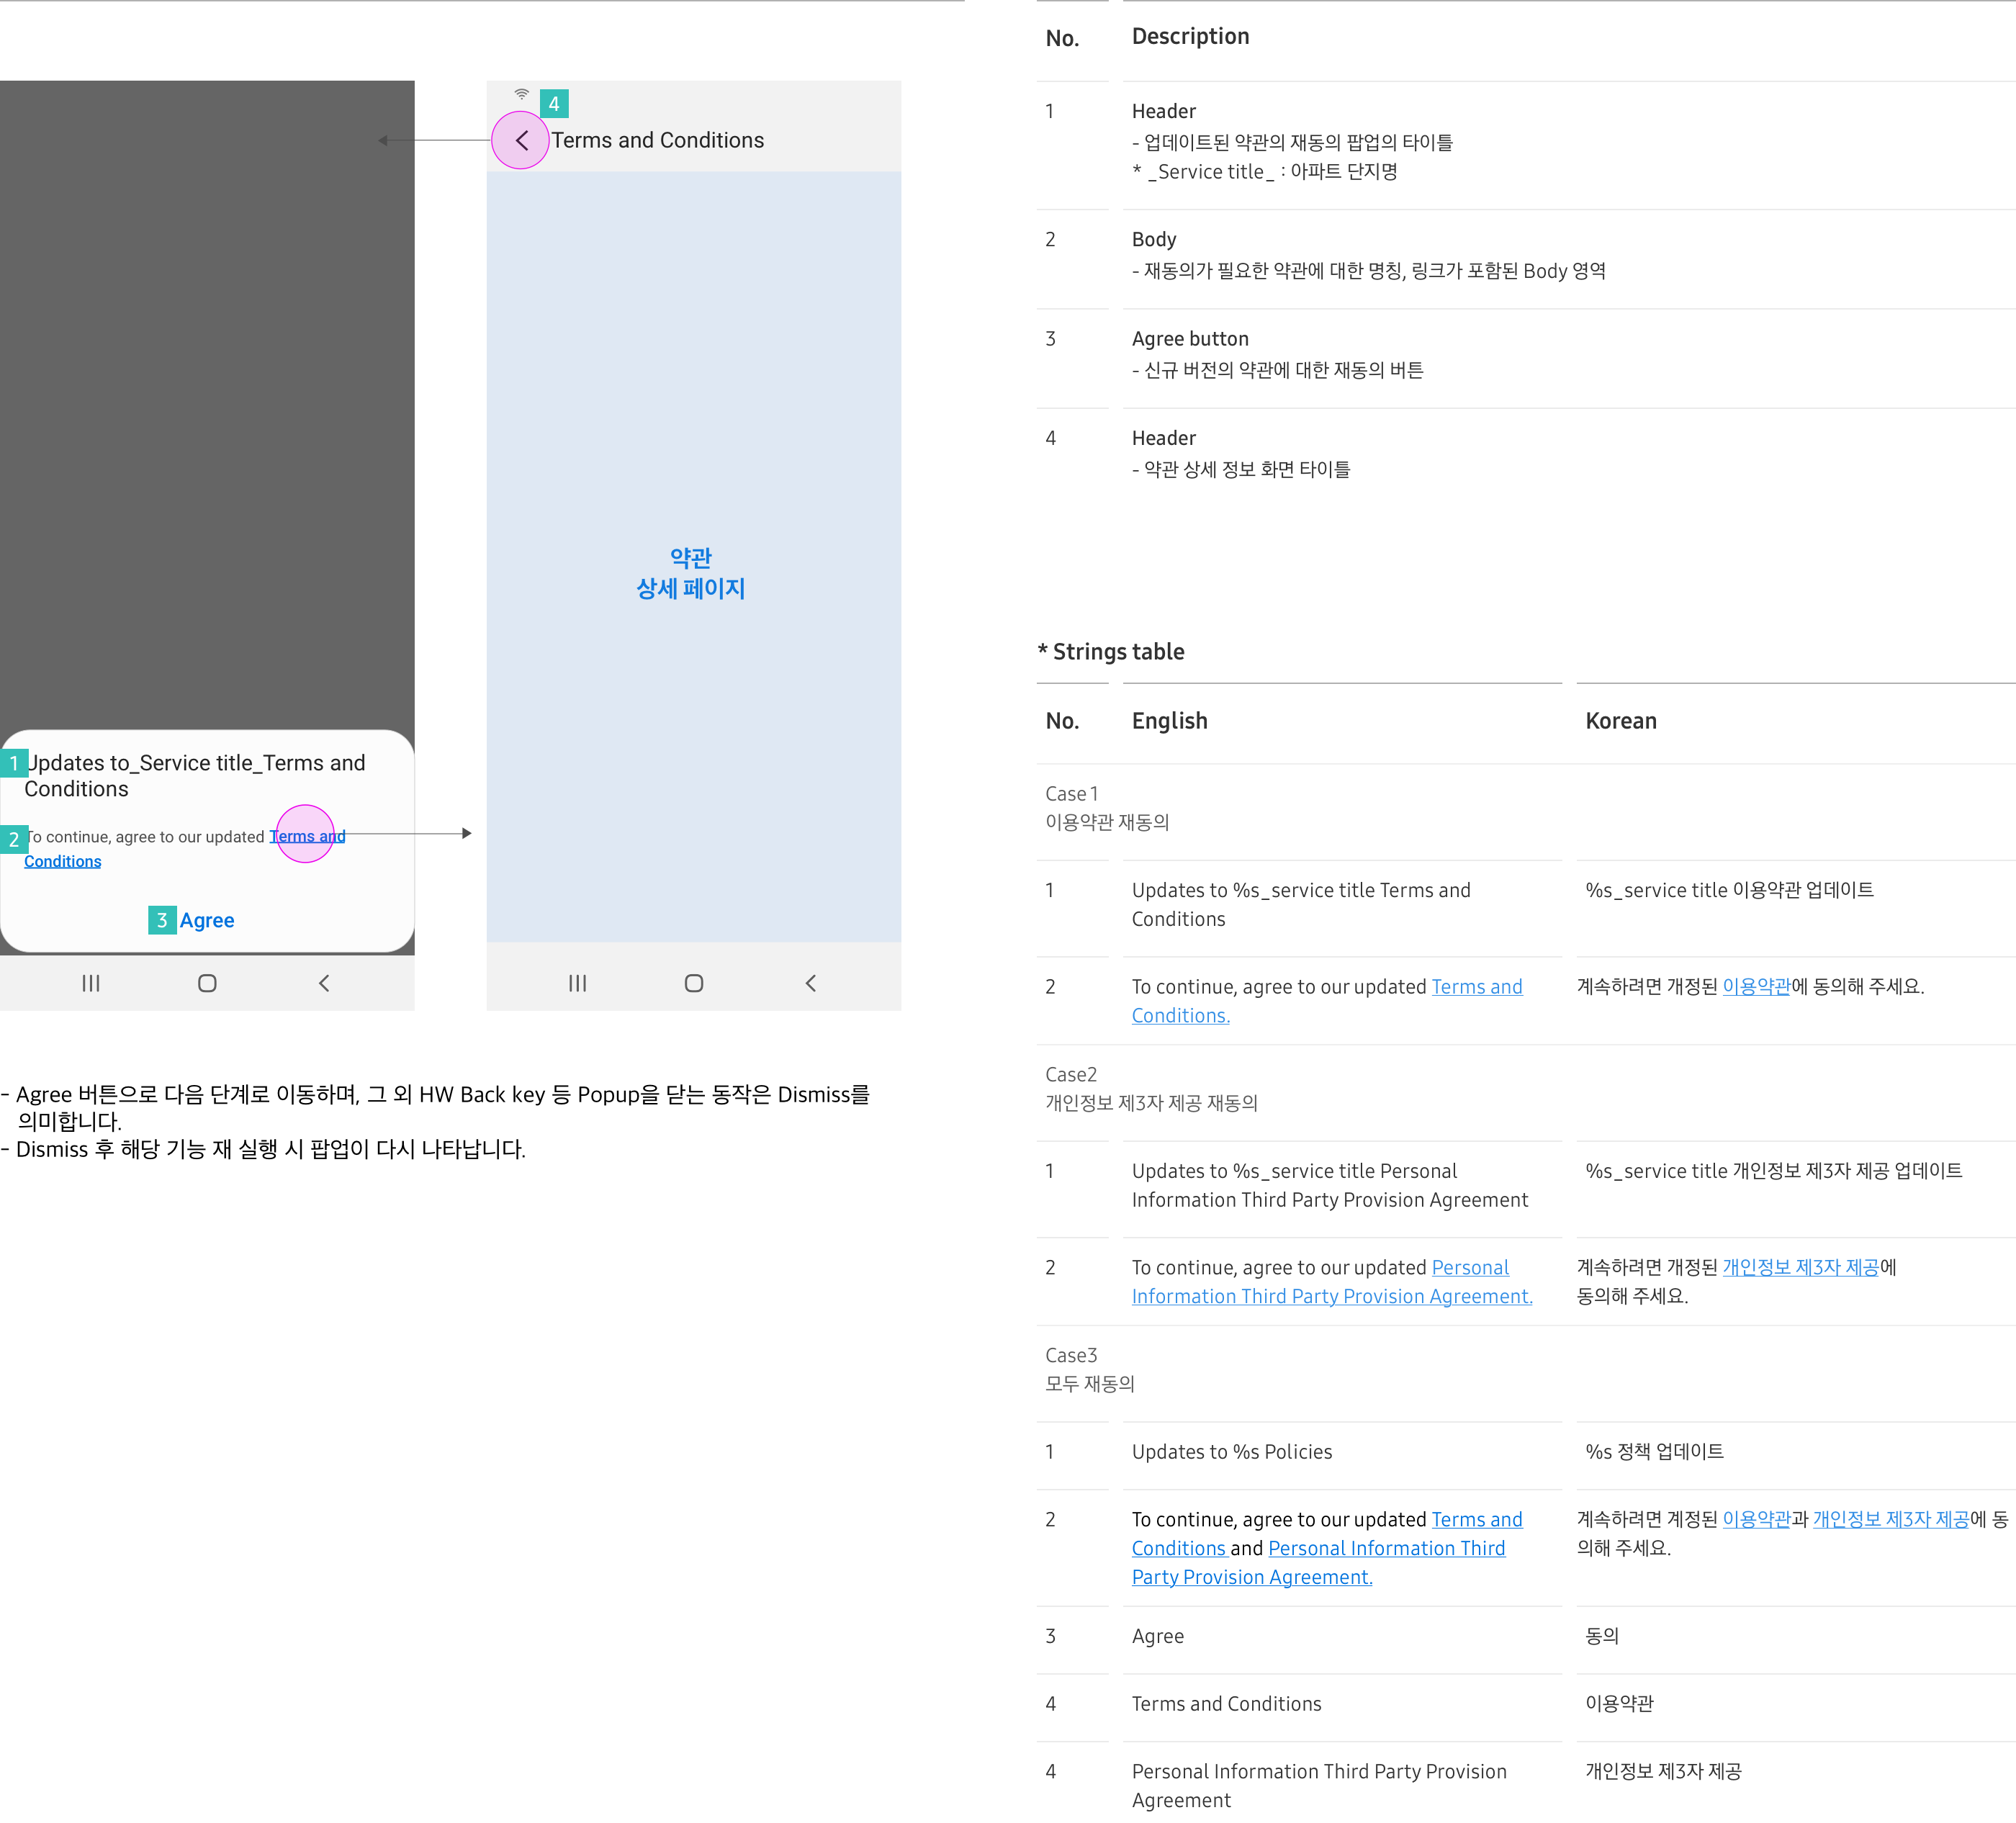 4
Terms and Conditions
약관
상세 페이지
1
Updates to_Service title_Terms and
Conditions
2
To continue, agree to our updated Terms and
Conditions
3
Agree
- Agree 버튼으로 다음 단계로 이동하며, 그 외 HW Back key 등 Popup을 닫는 동작은 Dismiss를
의미합니다.
- Dismiss 후 해당 기능 재 실행 시 팝업이 다시 나타납니다.
No. Description
1 Header
- 업데이트된 약관의 재동의 팝업의 타이틀
* _Service title_ : 아파트 단지명
2 Body
- 재동의가 필요한 약관에 대한 명칭, 링크가 포함된 Body 영역
3 Agree button
- 신규 버전의 약관에 대한 재동의 버튼
4 Header
- 약관 상세 정보 화면 타이틀
* Strings table
No. English Korean
Case1
이용약관 재동의
1 Updates to %s_service title Terms and %s_service title 이용약관 업데이트
Conditions
2 To continue, agree to our updated Terms and 계속하려면 개정된 이용약관에 동의해 주세요.
Conditions.
Case2
개인정보 제3자 제공 재동의
1 Updates to %s_service title Personal %s_service title 개인정보 제3자 제공 업데이트
Information Third Party Provision Agreement
2 To continue, agree to our updated Personal 계속하려면 개정된 개인정보 제3자 제공에
Information Third Party Provision Agreement. 동의해 주세요.
Case3
모두 재동의
1 Updates to %s Policies %s 정책 업데이트
2 To continue, agree to our updated Terms and 계속하려면 계정된 이용약관과 개인정보 제3자 제공에 동
Conditions and Personal Information Third 의해 주세요.
Party Provision Agreement.
3 Agree 동의
4 Terms and Conditions 이용약관
4 Personal Information Third Party Provision 개인정보 제3자 제공
Agreement